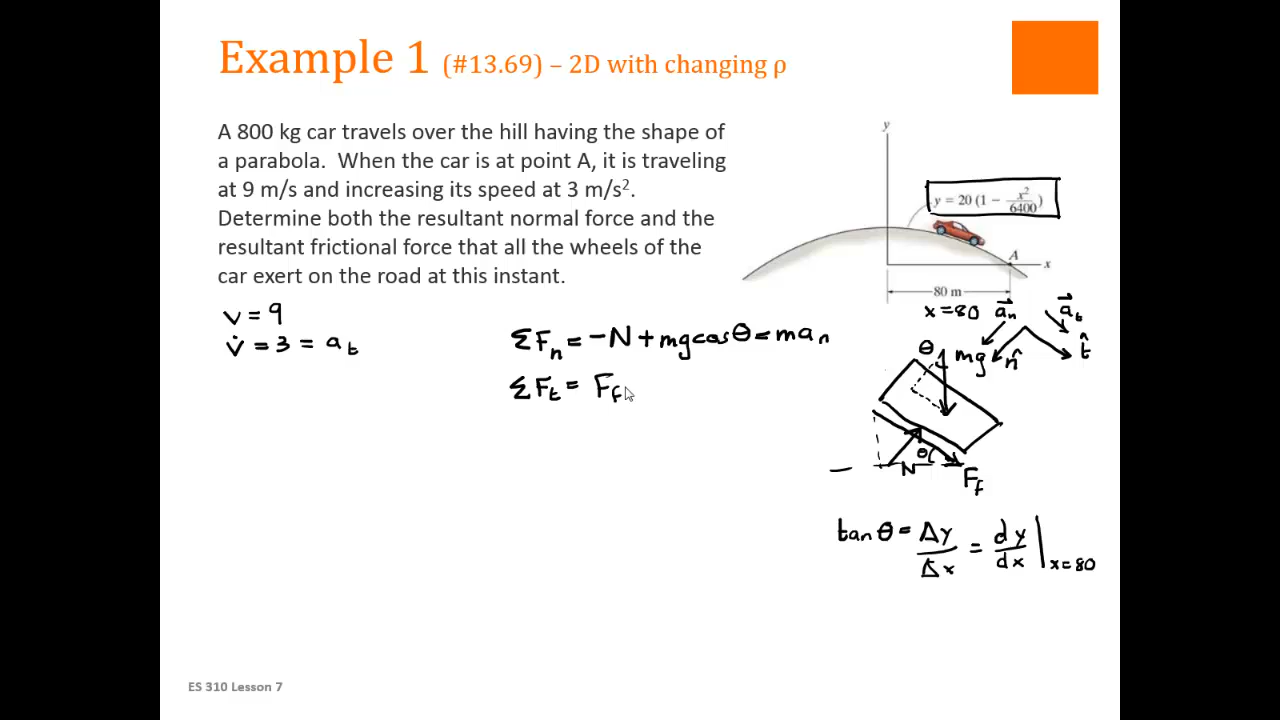 Example 1 (#13.69) – 2D with changing ρ
A 800 kg car travels over the hill having the shape of
a parabola. When the car is at point A, it is traveling
at 9 m/s and increasing its speed at 3 m/s².
Determine both the resultant normal force and the
resultant frictional force that all the wheels of the
car exert on the road at this instant.
y
y = 20 (1 − x²/6400)
A
x
80 m
x=80
v = 9
v̇ = 3 = a_t
ΣF_n = -N + mg cos θ = ma_n
ΣF_t = F_f
a⃗_n
a⃗_t
θ
mg
n̂
t̂
θ
N
F_f
tan θ = Δy/Δx = dy/dx |x=80
ES 310 Lesson 7